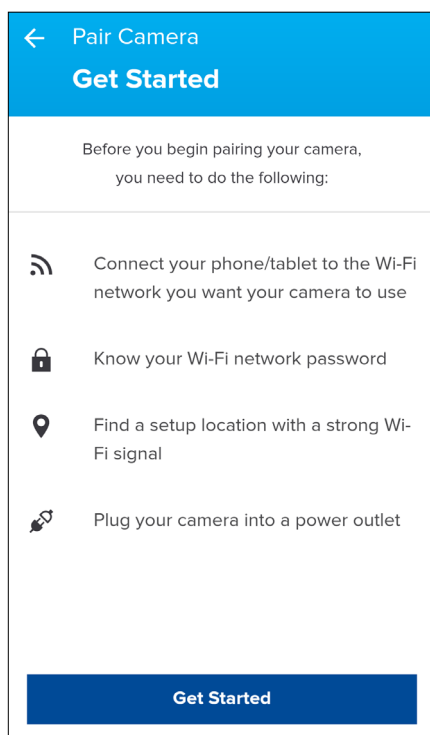 Pair Camera
Get Started
Before you begin pairing your camera,
you need to do the following:
Connect your phone/tablet to the Wi-Fi
network you want your camera to use
Know your Wi-Fi network password
Find a setup location with a strong Wi-
Fi signal
Plug your camera into a power outlet
Get Started